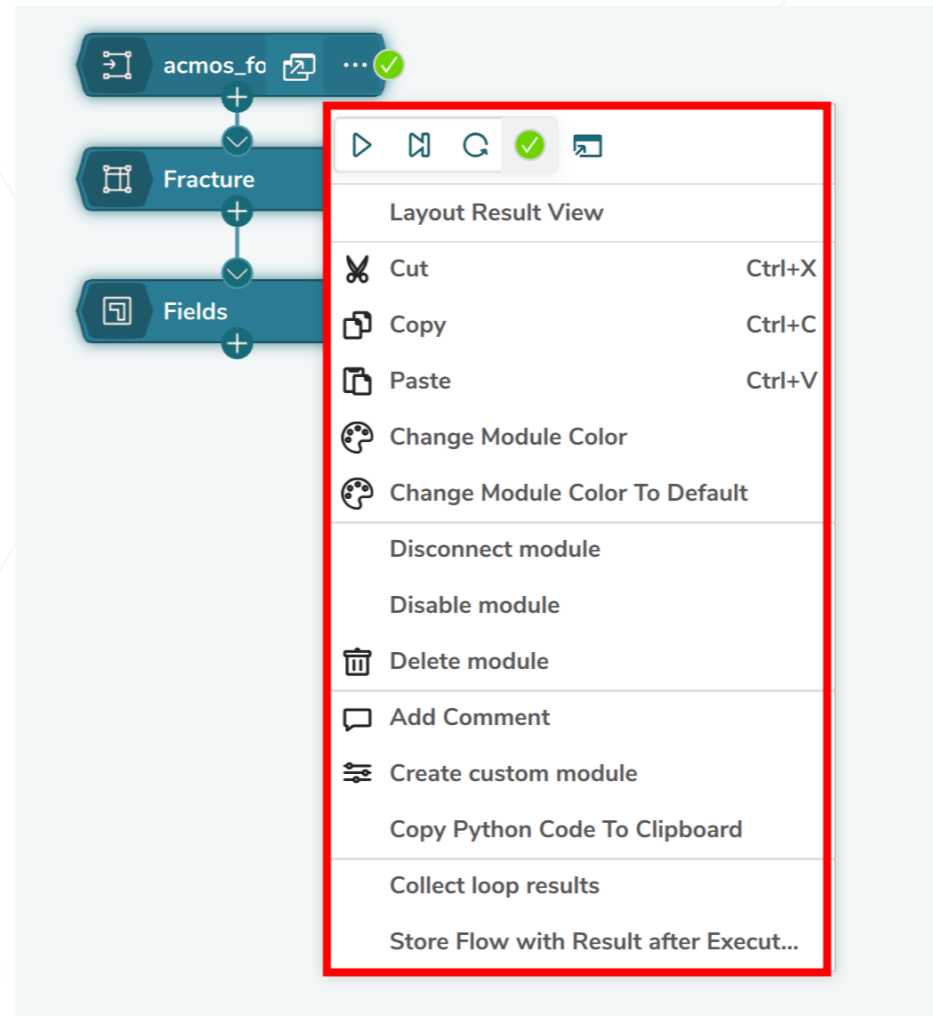 acmos_fo
Fracture
Fields
Layout Result View
Cut Ctrl+X
Copy Ctrl+C
Paste Ctrl+V
Change Module Color
Change Module Color To Default
Disconnect module
Disable module
Delete module
Add Comment
Create custom module
Copy Python Code To Clipboard
Collect loop results
Store Flow with Result after Execut...